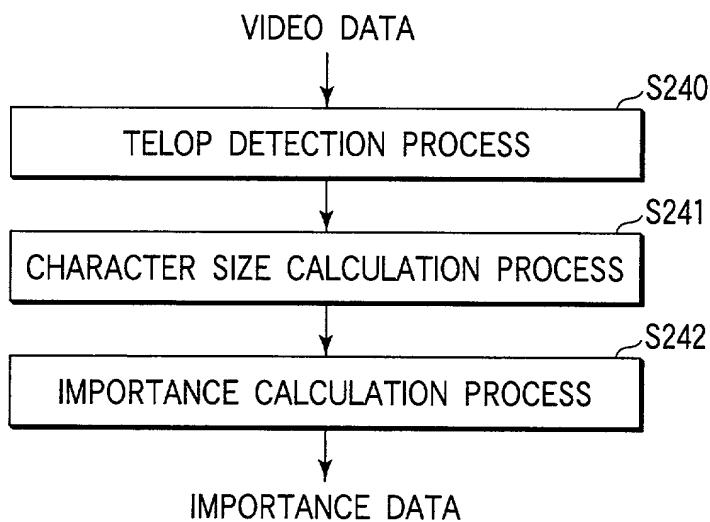 VIDEO DATA
S240
TELOP DETECTION PROCESS
S241
CHARACTER SIZE CALCULATION PROCESS
S242
IMPORTANCE CALCULATION PROCESS
IMPORTANCE DATA